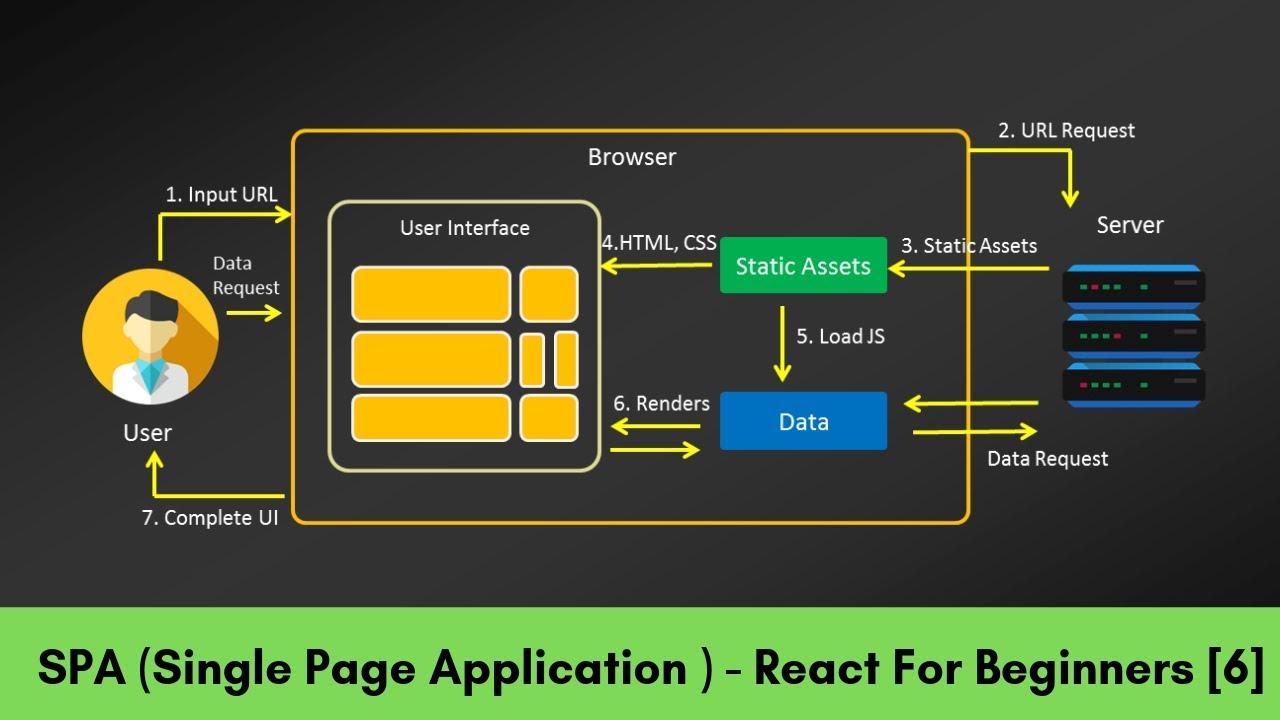 2. URL Request
Browser
1. Input URL
Server
User Interface
4.HTML, CSS
3. Static Assets
Static Assets
Data
Request
5. Load JS
6. Renders
Data
User
Data Request
7. Complete UI
SPA (Single Page Application ) - React For Beginners [6]